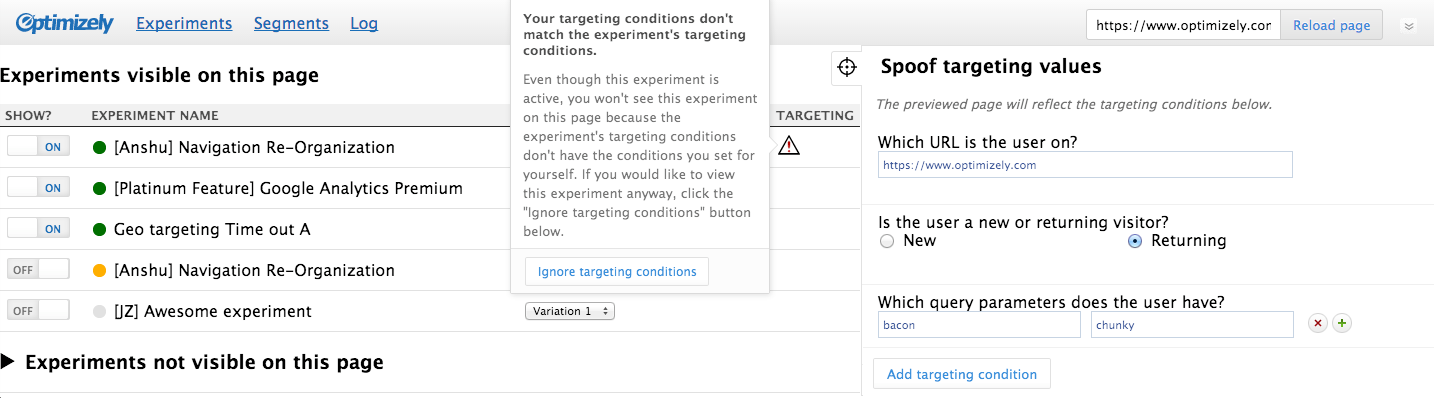 Optimizely Experiments Segments Log
https://www.optimizely.con Reload page
Experiments visible on this page
SHOW? EXPERIMENT NAME TARGETING
ON [Anshu] Navigation Re-Organization
ON [Platinum Feature] Google Analytics Premium
ON Geo targeting Time out A
OFF [Anshu] Navigation Re-Organization
OFF [JZ] Awesome experiment Variation 1
Experiments not visible on this page
Your targeting conditions don't
match the experiment's targeting
conditions.
Even though this experiment is
active, you won't see this experiment
on this page because the
experiment's targeting conditions
don't have the conditions you set for
yourself. If you would like to view
this experiment anyway, click the
"Ignore targeting conditions" button
below.
Ignore targeting conditions
Spoof targeting values
The previewed page will reflect the targeting conditions below.
Which URL is the user on?
https://www.optimizely.com
Is the user a new or returning visitor?
New Returning
Which query parameters does the user have?
bacon chunky
Add targeting condition